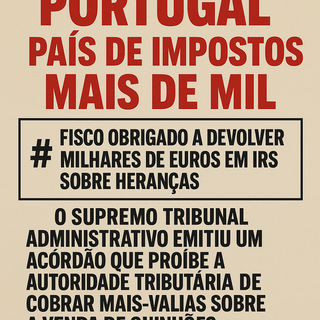 PORTUGAL
PAÍS DE IMPOSTOS
MAIS DE MIL
# FISCO OBRIGADO A DEVOLVER
MILHARES DE EUROS EM IRS
SOBRE HERANÇAS
O SUPREMO TRIBUNAL
ADMINISTRATIVO EMITIU UM
ACÓRDÃO QUE PROÍBE A
AUTORIDADE TRIBUTÁRIA DE
COBRAR MAIS-VALIAS SOBRE
A VENDA DE QUINHÕES